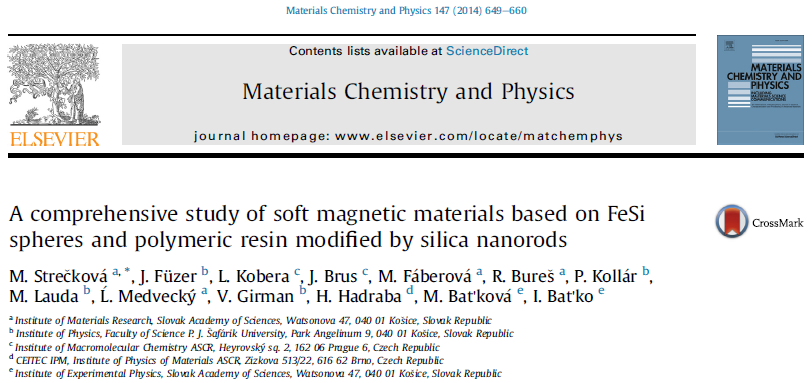 Materials Chemistry and Physics 147 (2014) 649–660
Contents lists available at ScienceDirect
Materials Chemistry and Physics
journal homepage: www.elsevier.com/locate/matchemphys
ELSEVIER
MATERIALS
CHEMISTRY AND
PHYSICS
A comprehensive study of soft magnetic materials based on FeSi
spheres and polymeric resin modified by silica nanorods
CrossMark
M. Strečková a, *, J. Füzer b, L. Kobera c, J. Brus c, M. Fáberová a, R. Bureš a, P. Kollár b,
M. Lauda b, Ĺ. Medvecký a, V. Girman b, H. Hadraba d, M. Bat'ková e, I. Bat'ko e
a Institute of Materials Research, Slovak Academy of Sciences, Watsonova 47, 040 01 Košice, Slovak Republic
b Institute of Physics, Faculty of Science P. J. Šafárik University, Park Angelinum 9, 040 01 Košice, Slovak Republic
c Institute of Macromolecular Chemistry ASCR, Heyrovský sq. 2, 162 06 Prague 6, Czech Republic
d CEITEC IPM, Institute of Physics of Materials ASCR, Zizkova 513/22, 616 62 Brno, Czech Republic
e Institute of Experimental Physics, Slovak Academy of Sciences, Watsonova 47, 040 01 Košice, Slovak Republic